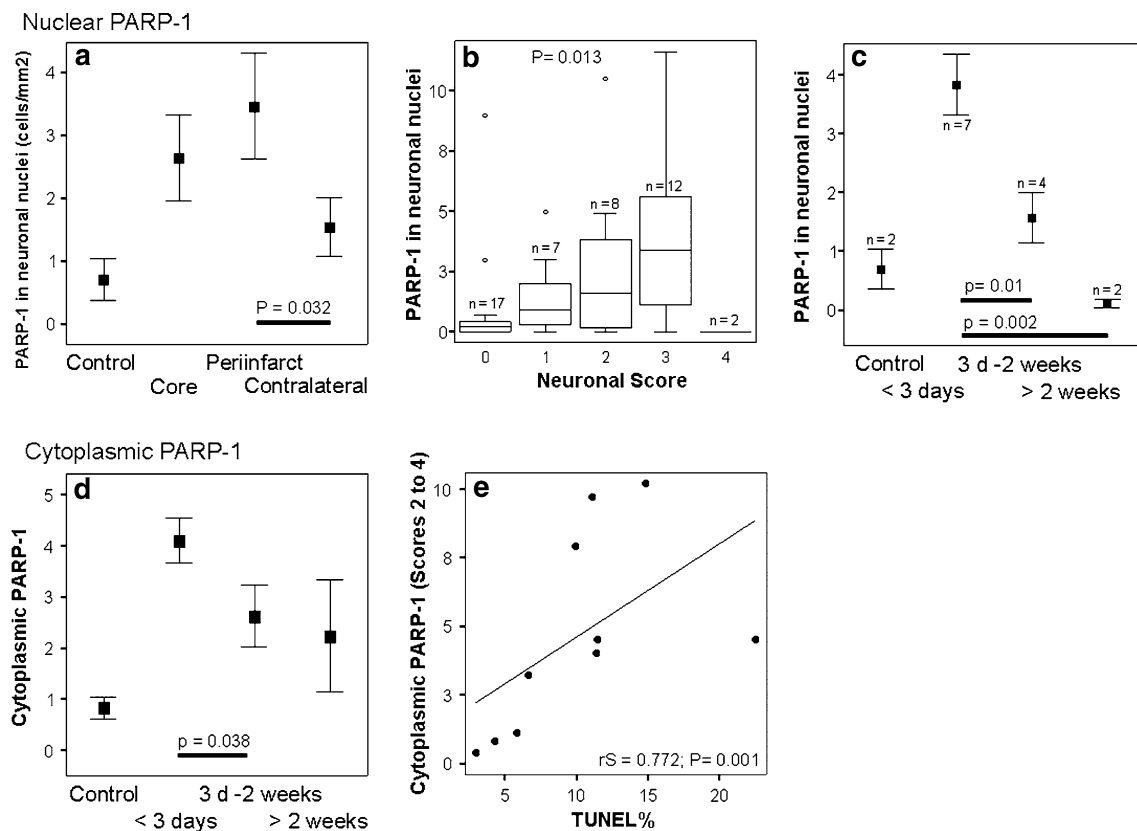 Nuclear PARP-1
a
PARP-1 in neuronal nuclei (cells/mm2)
4
3
2
1
0
P = 0.032
Control
Periinfarct
Core
Contralateral
b
P= 0.013
PARP-1 in neuronal nuclei
10
8
5
3
0
n=17
n=7
n=8
n=12
n=2
0 1 2 3 4
Neuronal Score
c
PARP-1 in neuronal nuclei
4
3
2
1
0
n=2
n=7
n=4
n=2
p= 0.01
p = 0.002
Control
3 d -2 weeks
< 3 days
> 2 weeks
Cytoplasmic PARP-1
d
Cytoplasmic PARP-1
5
4
3
2
1
0
p = 0.038
Control
3 d -2 weeks
< 3 days
> 2 weeks
e
Cytoplasmic PARP-1 (Scores 2 to 4)
10
8
5
3
0
rS = 0.772; P= 0.001
5 10 15 20
TUNEL%